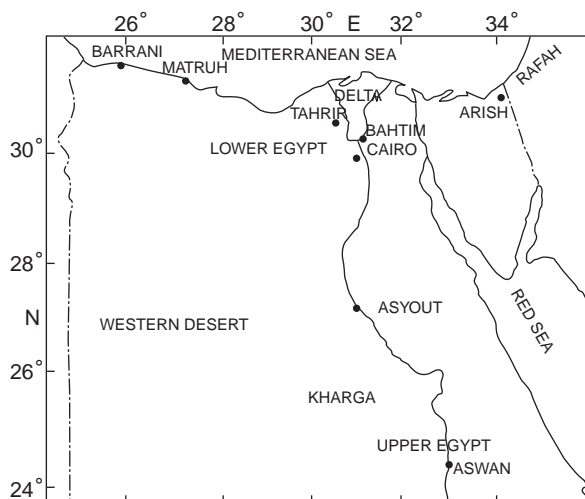 26° 28° 30° E 32° 34°
BARRANI
MEDITERRANEAN SEA
MATRUH
RAFAH
DELTA
TAHRIR
ARISH
BAHTIM
30°
LOWER EGYPT
CAIRO
28°
RED SEA
N
WESTERN DESERT
ASYOUT
26°
KHARGA
UPPER EGYPT
ASWAN
24°